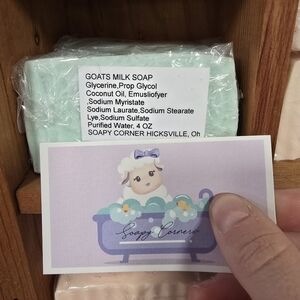 GOATS MILK SOAP
Glycerine,Prop Glycol
Coconut Oil, Emusliofyer
,Sodium Myristate
Sodium Laurate,Sodium Stearate
Lye,Sodium Sulfate
Purified Water, 4 OZ
SOAPY CORNER HICKSVILLE, Oh
Soapy Corner